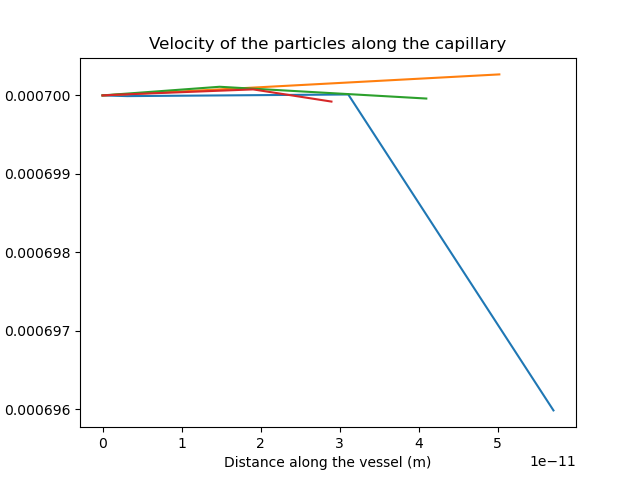 Velocity of the particles along the capillary
0.000700
0.000699
0.000698
0.000697
0.000696
0 1 2 3 4 5
Distance along the vessel (m) 1e−11